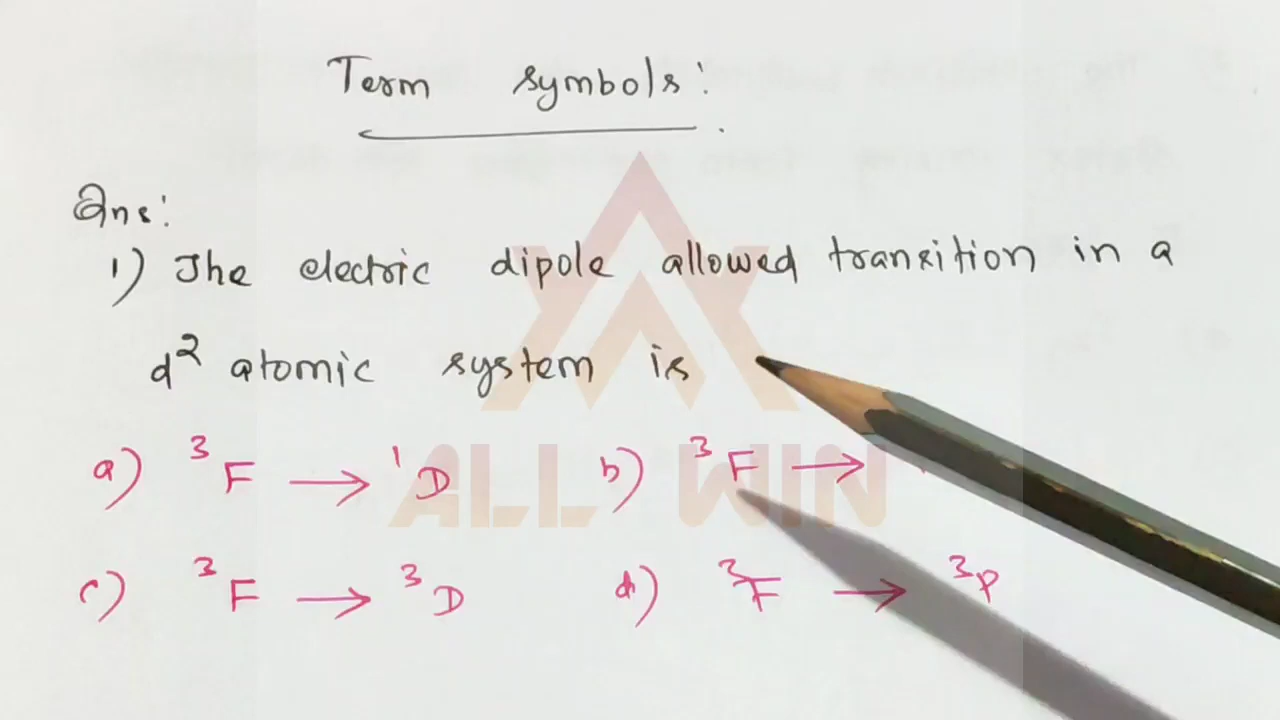 Term symbols:
Qns:
1) The electric dipole allowed transition in a
d² atomic system is
a) ³F → ¹D b) ³F →
c) ³F → ³D d) ³F → ³P
ALL WIN